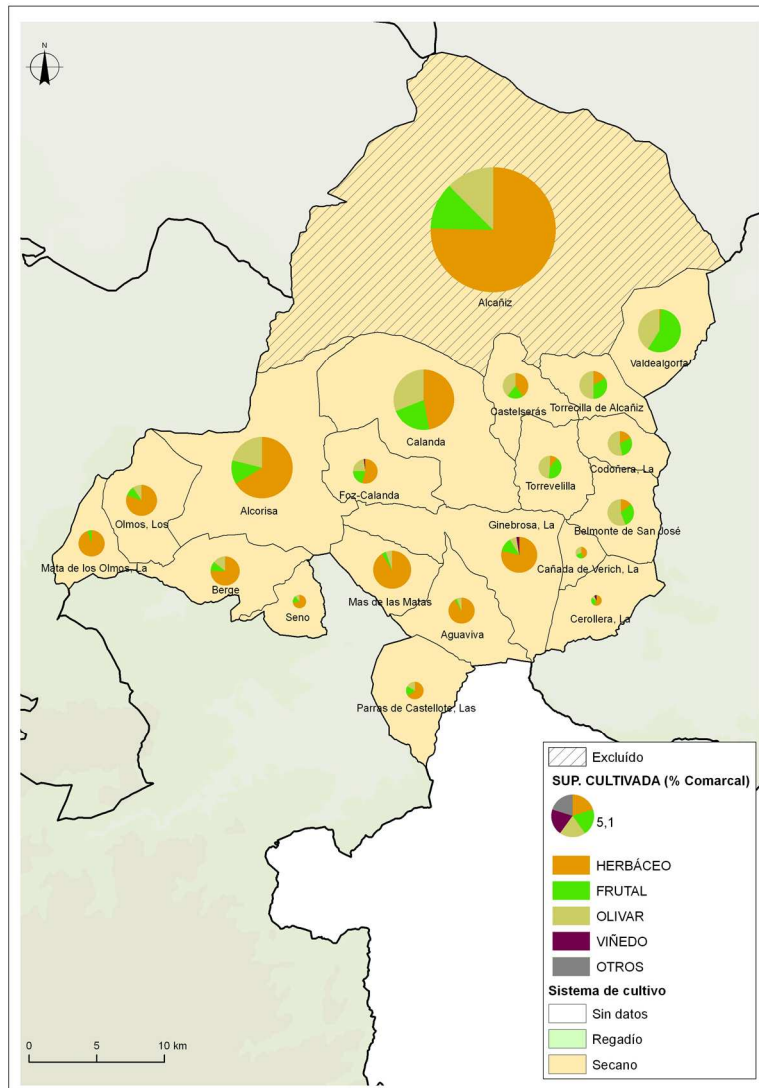 N
Alcañiz
Valdealgorfa
Castelserás
Torrecilla de Alcañiz
Calanda
Codoñera, La
Torrevelilla
Foz-Calanda
Alcorisa
Olmos, Los
Belmonte de San José
Ginebrosa, La
Mata de los Olmos, La
Cañada de Verich, La
Berge
Mas de las Matas
Seno
Aguaviva
Cerollera, La
Parras de Castellote, Las
Excluído
SUP. CULTIVADA (% Comarcal)
5,1
HERBÁCEO
FRUTAL
OLIVAR
VIÑEDO
OTROS
Sistema de cultivo
Sin datos
Regadío
Secano
0 5 10 km